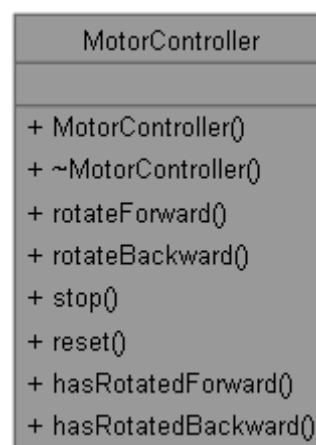 MotorController
+ MotorController()
+ ~MotorController()
+ rotateForward()
+ rotateBackward()
+ stop()
+ reset()
+ hasRotatedForward()
+ hasRotatedBackward()